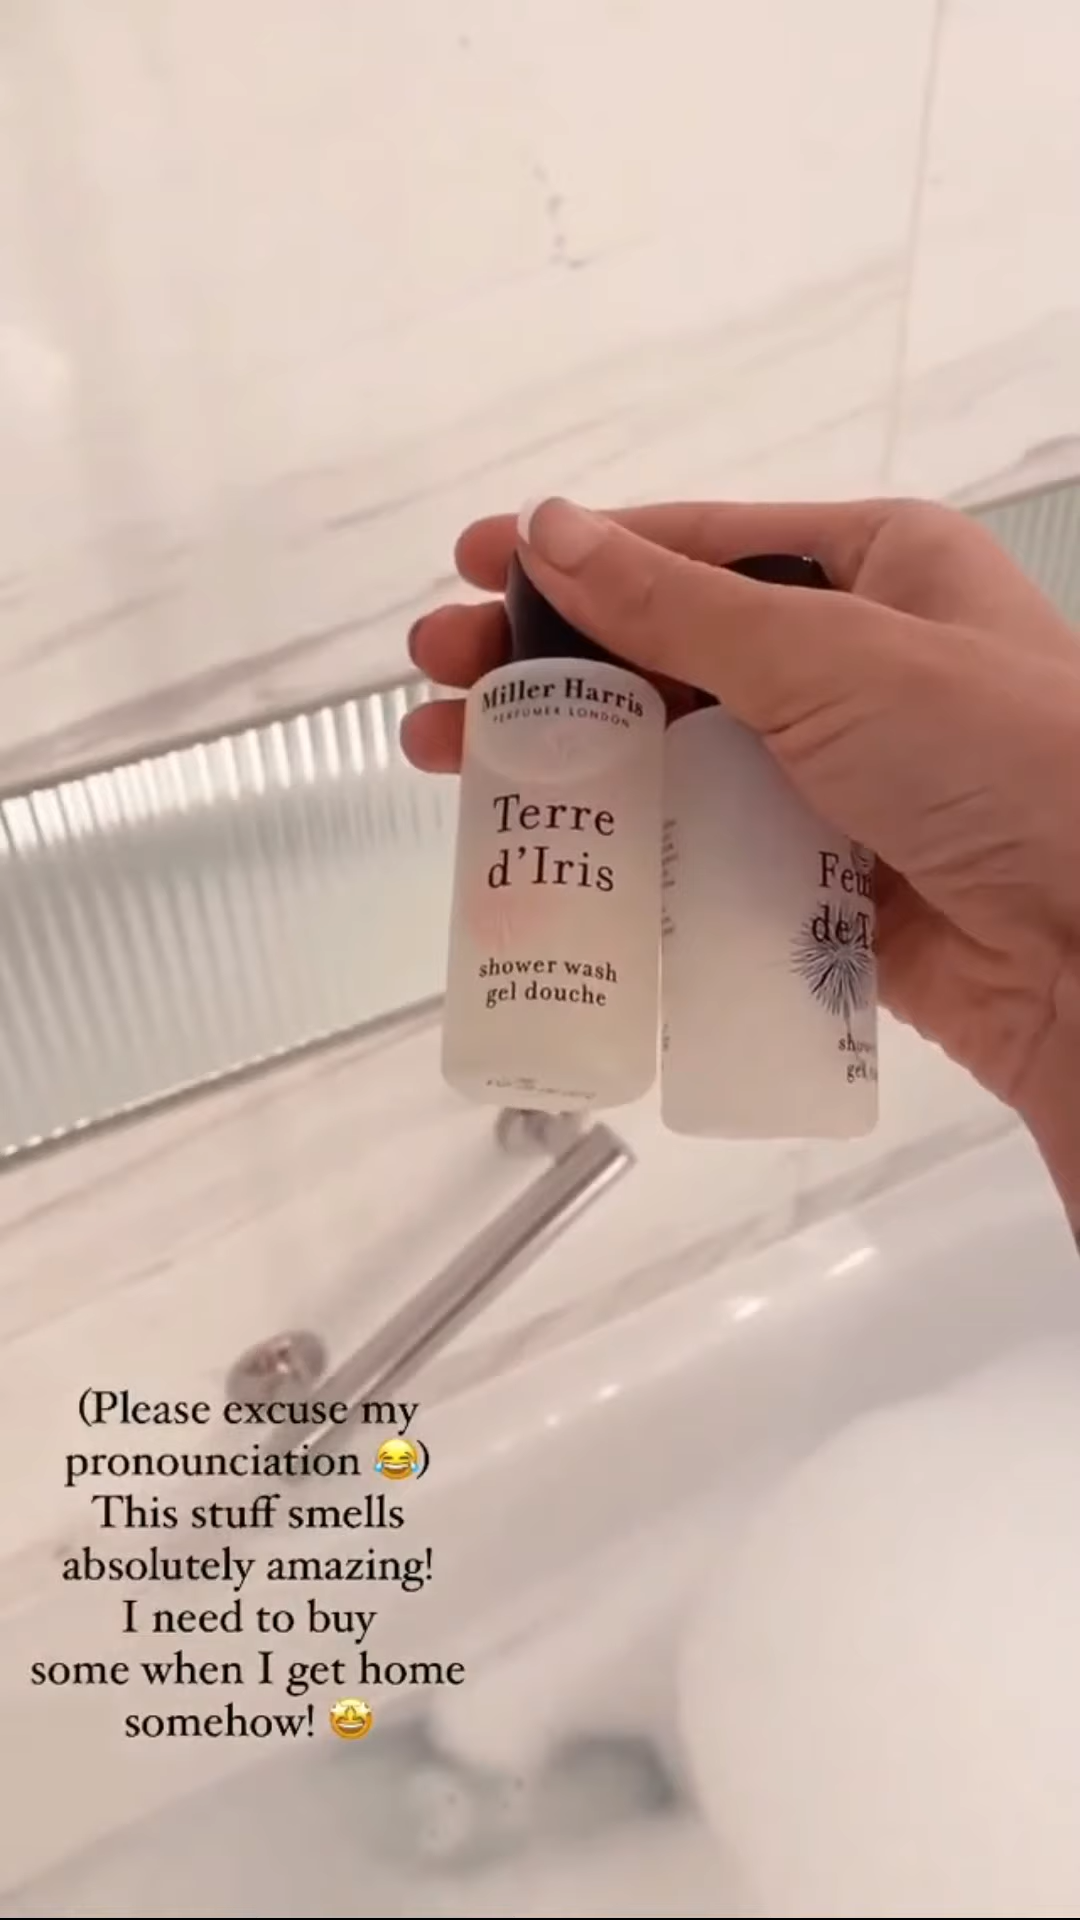 Miller Harris
PERFUMER LONDON
Terre
d'Iris
shower wash
gel douche
de
(Please excuse my
pronounciation 😂)
This stuff smells
absolutely amazing!
I need to buy
some when I get home
somehow! 🤩